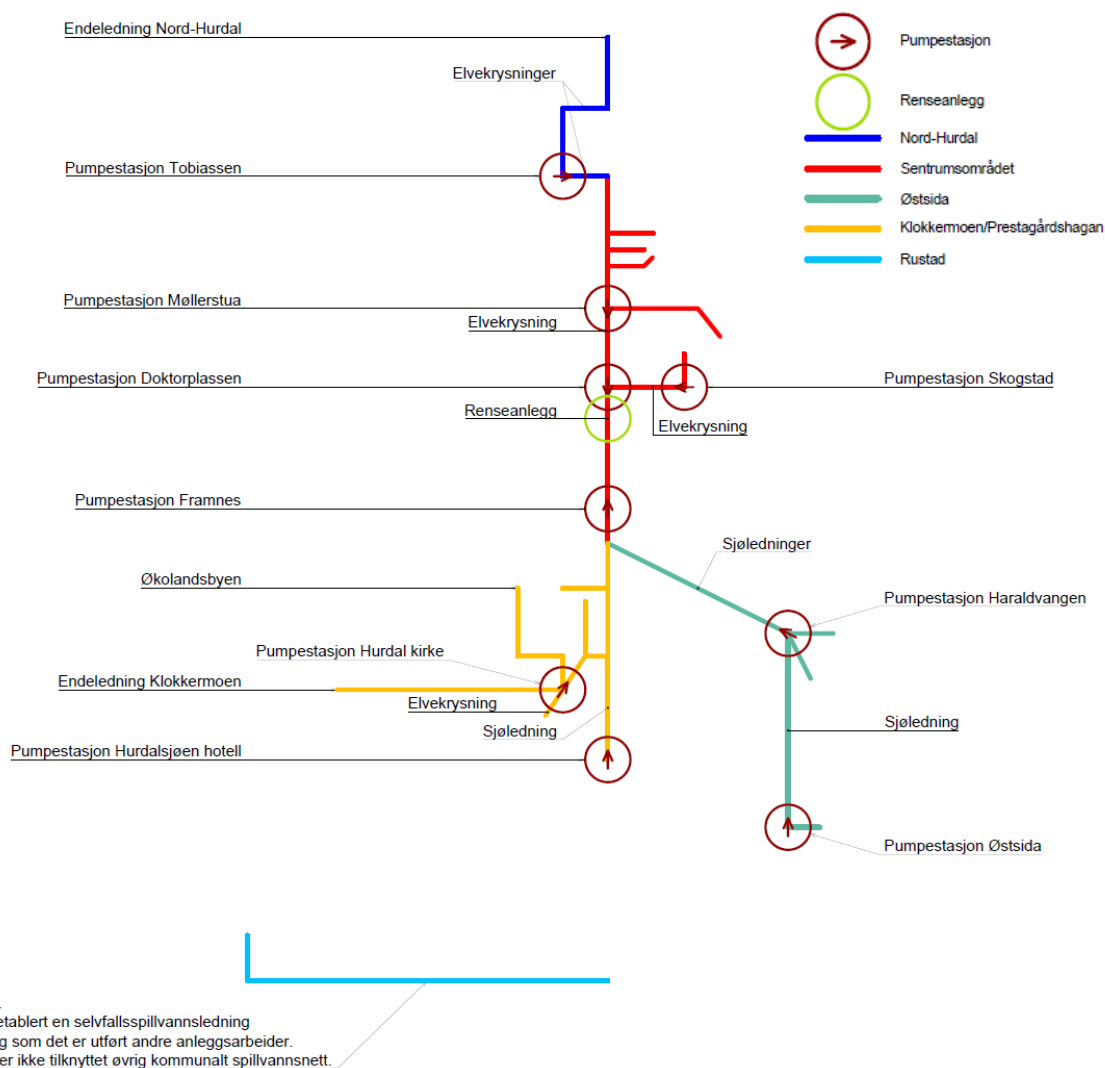 Endeledning Nord-Hurdal
Elvekrysninger
Pumpestasjon Tobiassen
Pumpestasjon Møllerstua
Elvekrysning
Pumpestasjon Doktorplassen
Pumpestasjon Skogstad
Renseanlegg
Elvekrysning
Pumpestasjon Framnes
Sjøledninger
Økolandsbyen
Pumpestasjon Haraldvangen
Pumpestasjon Hurdal kirke
Endeledning Klokkermoen
Elvekrysning
Sjøledning
Sjøledning
Pumpestasjon Hurdalsjøen hotell
Pumpestasjon Østsida
Pumpestasjon
Renseanlegg
Nord-Hurdal
Sentrumsområdet
Østsida
Klokkermoen/Prestagårdshagan
Rustad
etablert en selvfallsspillvannsledning
g som det er utført andre anleggsarbeider.
er ikke tilknyttet øvrig kommunalt spillvannsnett.